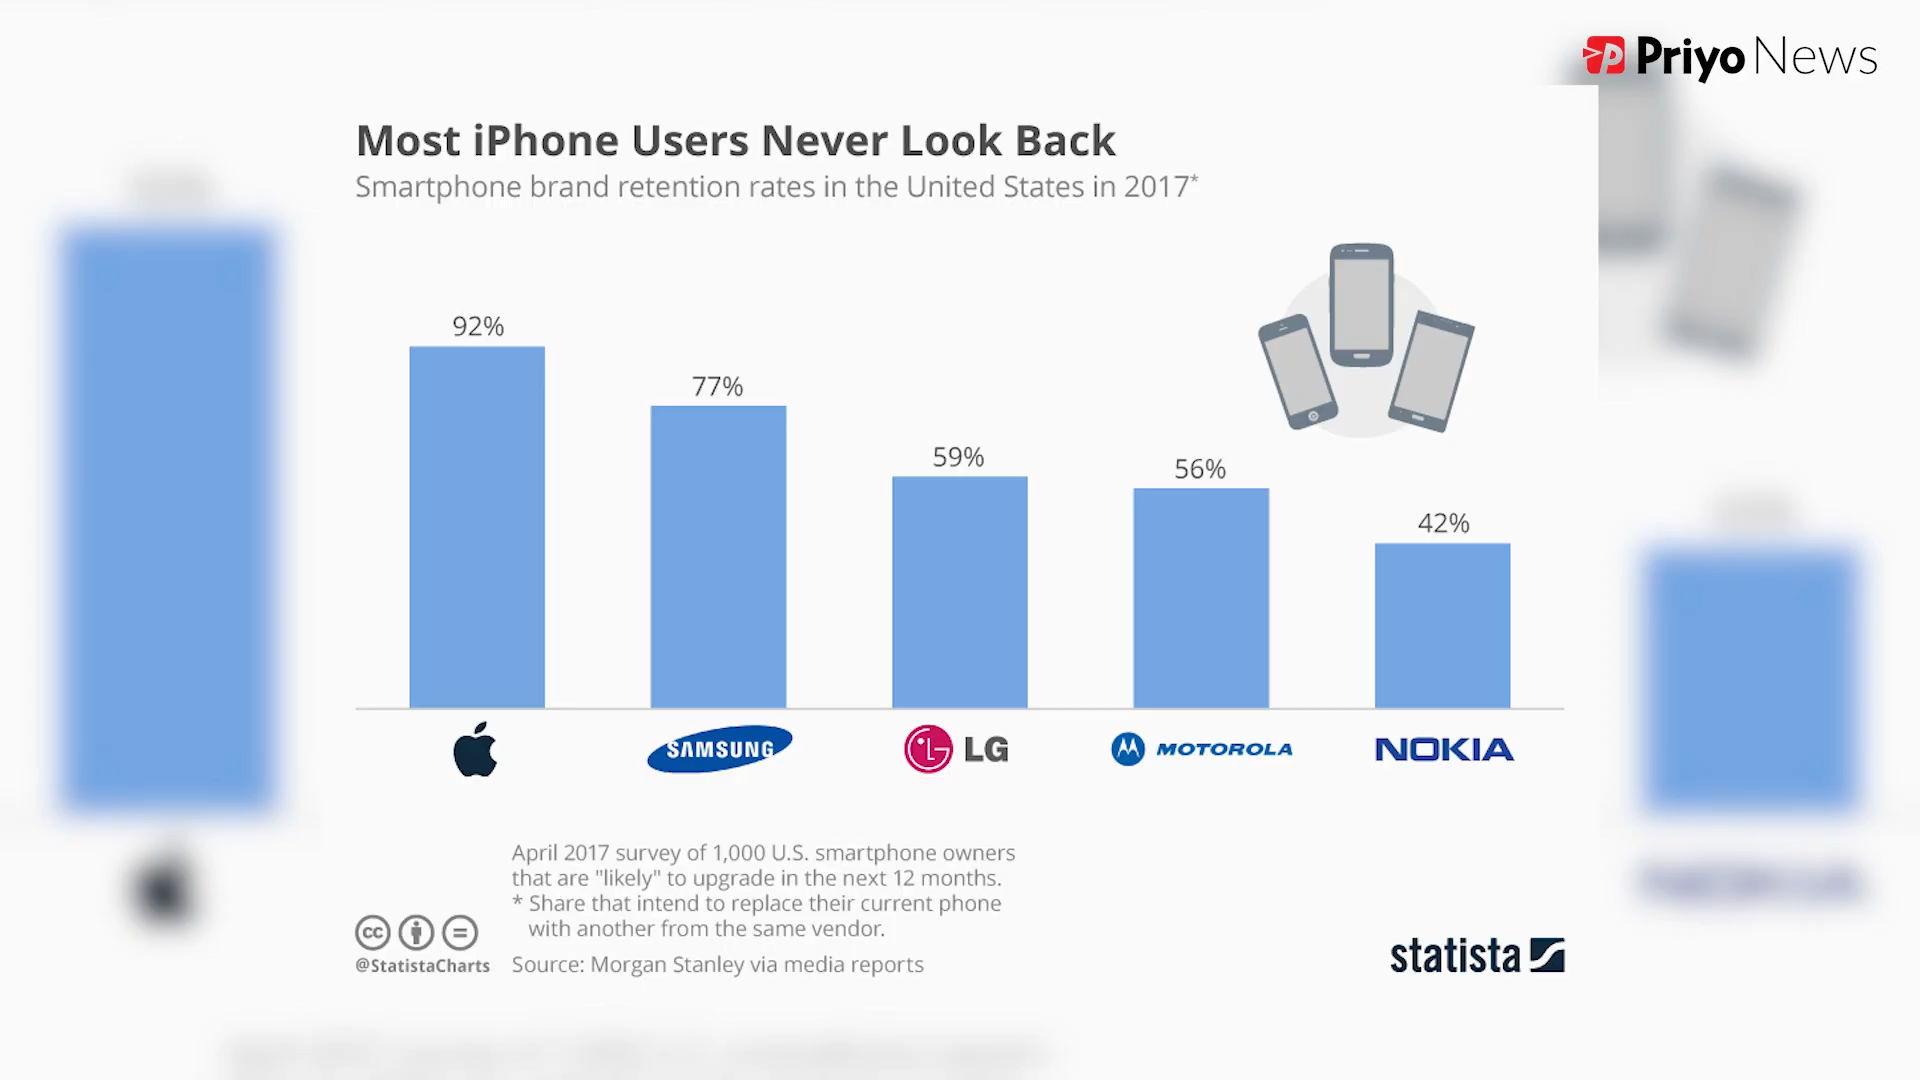 Priyo News
Most iPhone Users Never Look Back
Smartphone brand retention rates in the United States in 2017*
92%
77%
59%
56%
42%
SAMSUNG
LG
MOTOROLA
NOKIA
April 2017 survey of 1,000 U.S. smartphone owners
that are "likely" to upgrade in the next 12 months.
* Share that intend to replace their current phone
with another from the same vendor.
cc
@StatistaCharts
Source: Morgan Stanley via media reports
statista